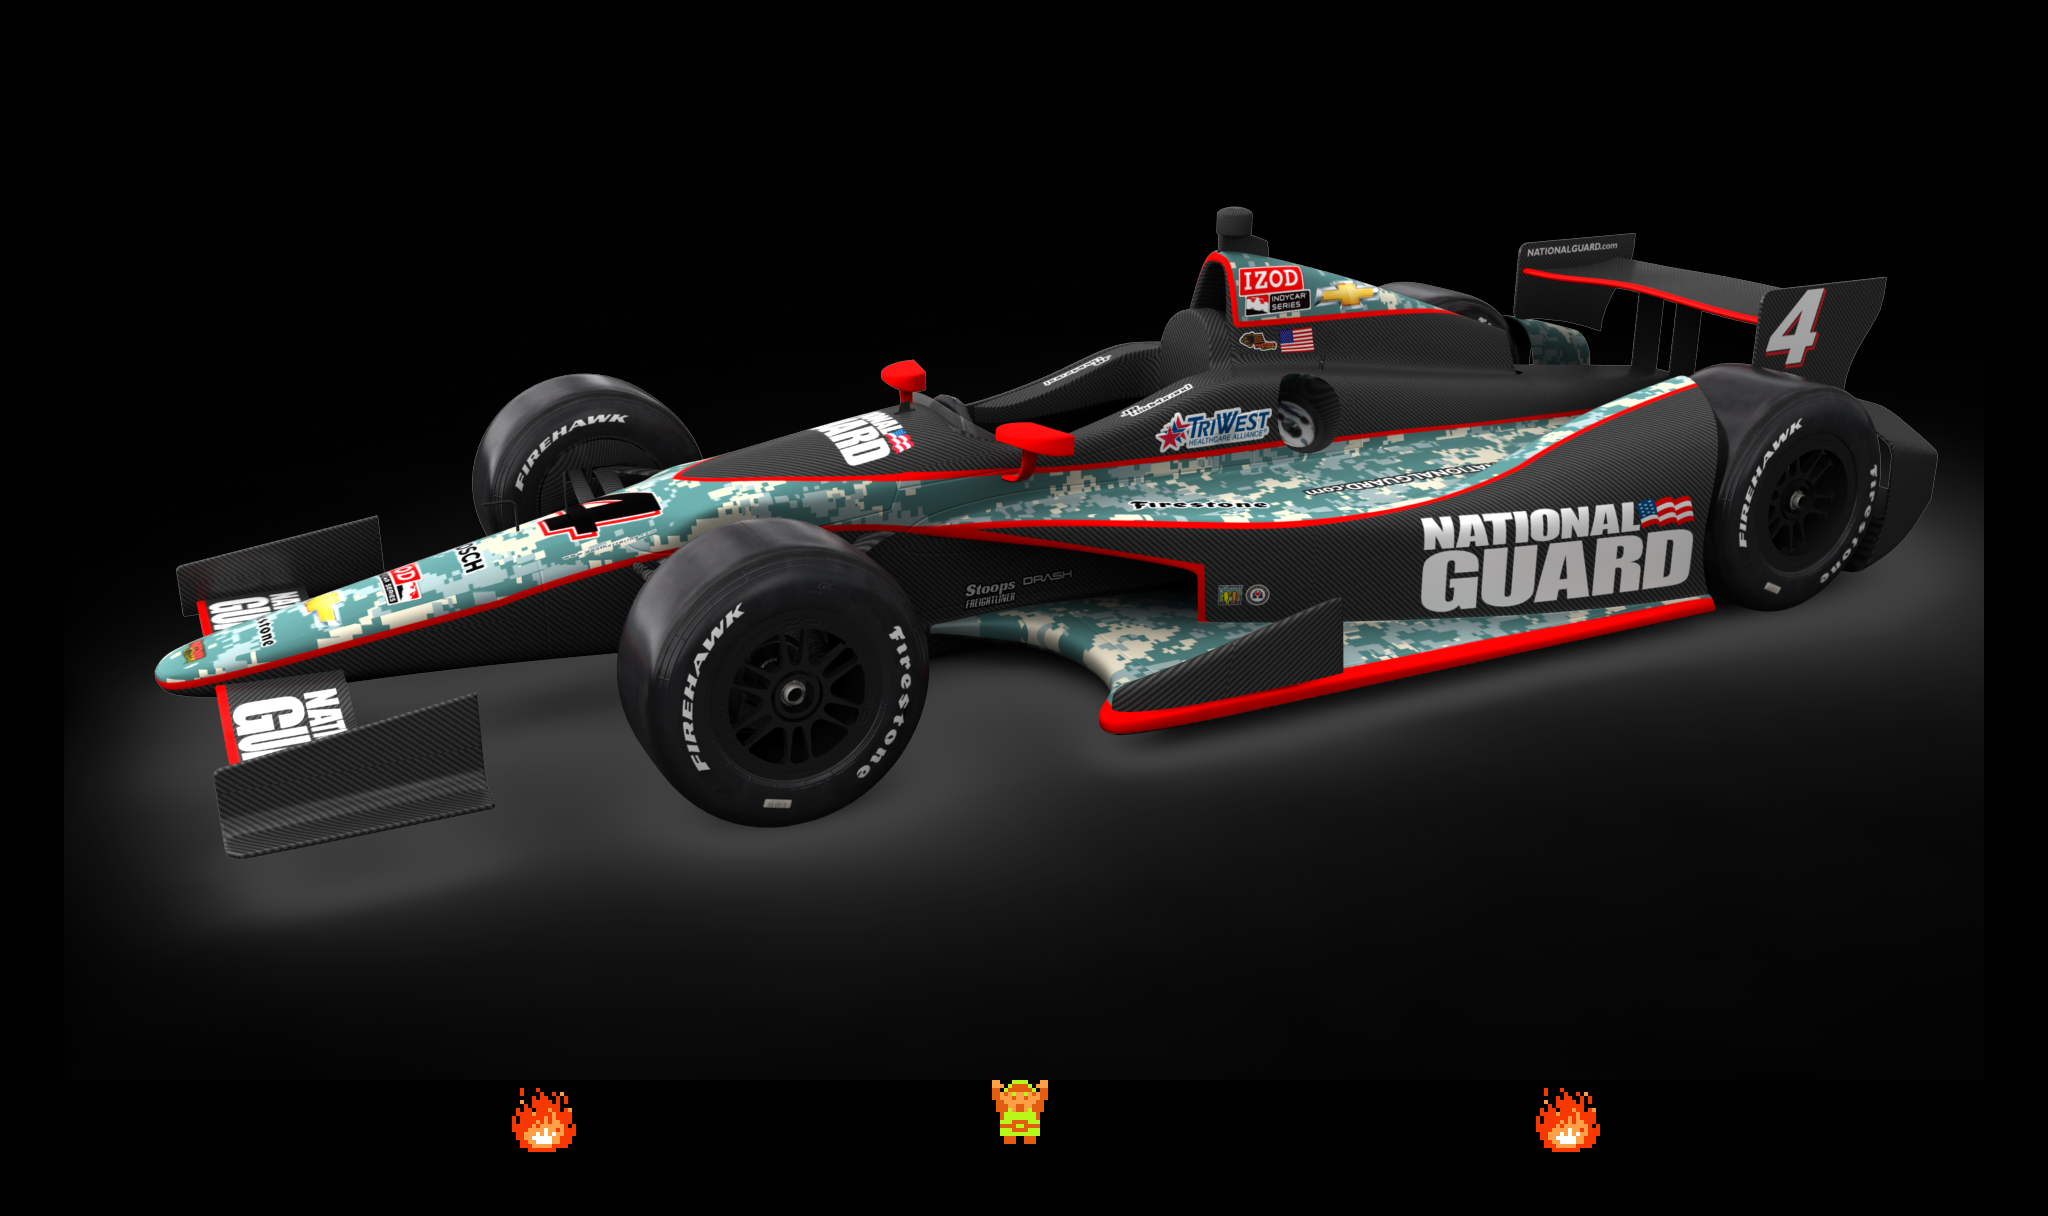 NATIONALGUARD.com
IZOD
INDYCAR
SERIES
4
FIREHAWK
TRIWEST
HEALTHCARE ALLIANCE
NATIONALGUARD.com
Firestone
NATIONAL
GUARD
FIREHAWK
Firestone
4
Stoops
FREIGHTLINER
DRASH
FIREHAWK
Firestone